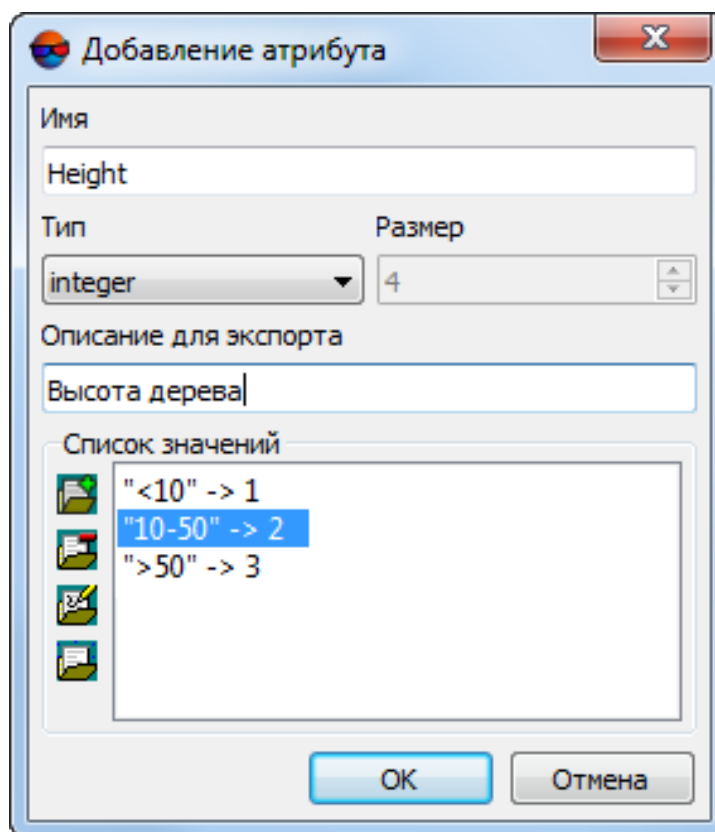 Добавление атрибута
Имя
Height
Тип Размер
integer 4
Описание для экспорта
Высота дерева
Список значений
"<10" -> 1
"10-50" -> 2
">50" -> 3
OK Отмена